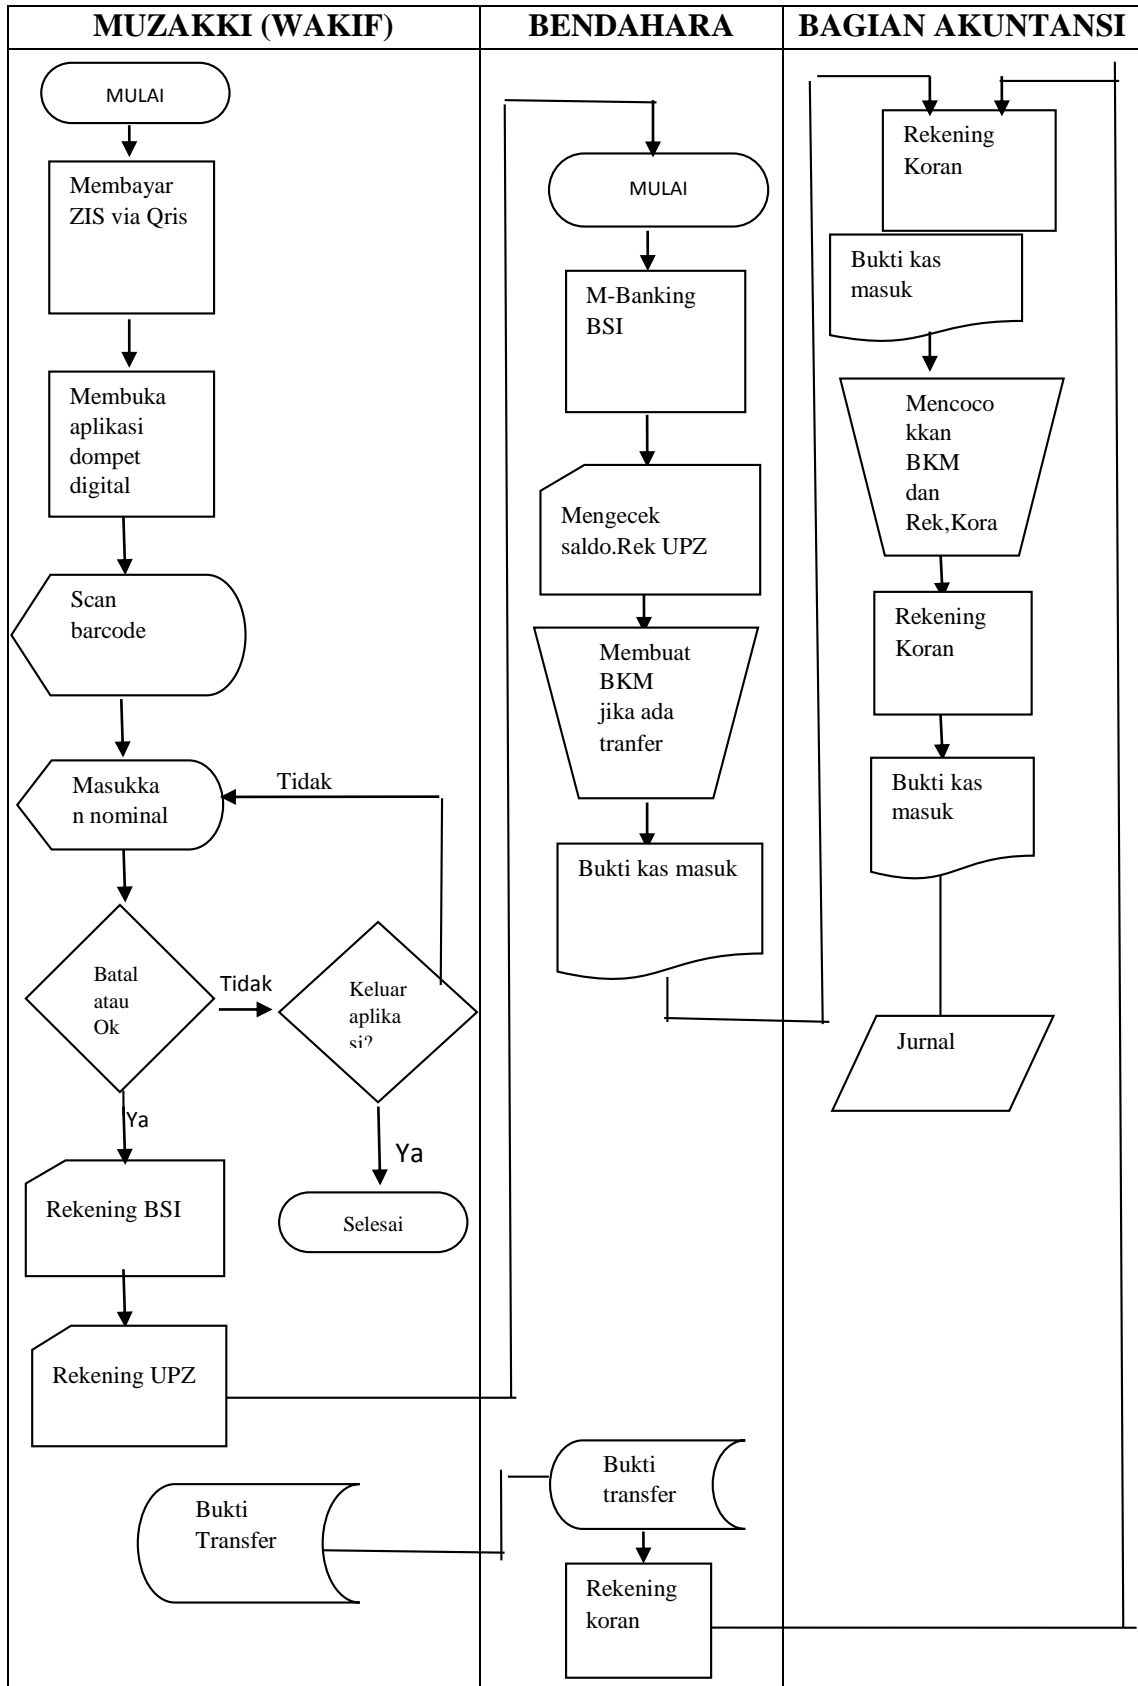 MUZAKKI (WAKIF)
BENDAHARA
BAGIAN AKUNTANSI
MULAI
Membayar
ZIS via Qris
Membuka
aplikasi
dompet
digital
Scan
barcode
Masukka
n nominal
Tidak
Batal
atau
Ok
Tidak
Keluar
aplika
si?
Ya
Ya
Rekening BSI
Selesai
Rekening UPZ
Bukti
Transfer
MULAI
M-Banking
BSI
Mengecek
saldo.Rek UPZ
Membuat
BKM
jika ada
tranfer
Bukti kas masuk
Bukti
transfer
Rekening
koran
Rekening
Koran
Bukti kas
masuk
Mencoco
kkan
BKM
dan
Rek,Kora
Rekening
Koran
Bukti kas
masuk
Jurnal